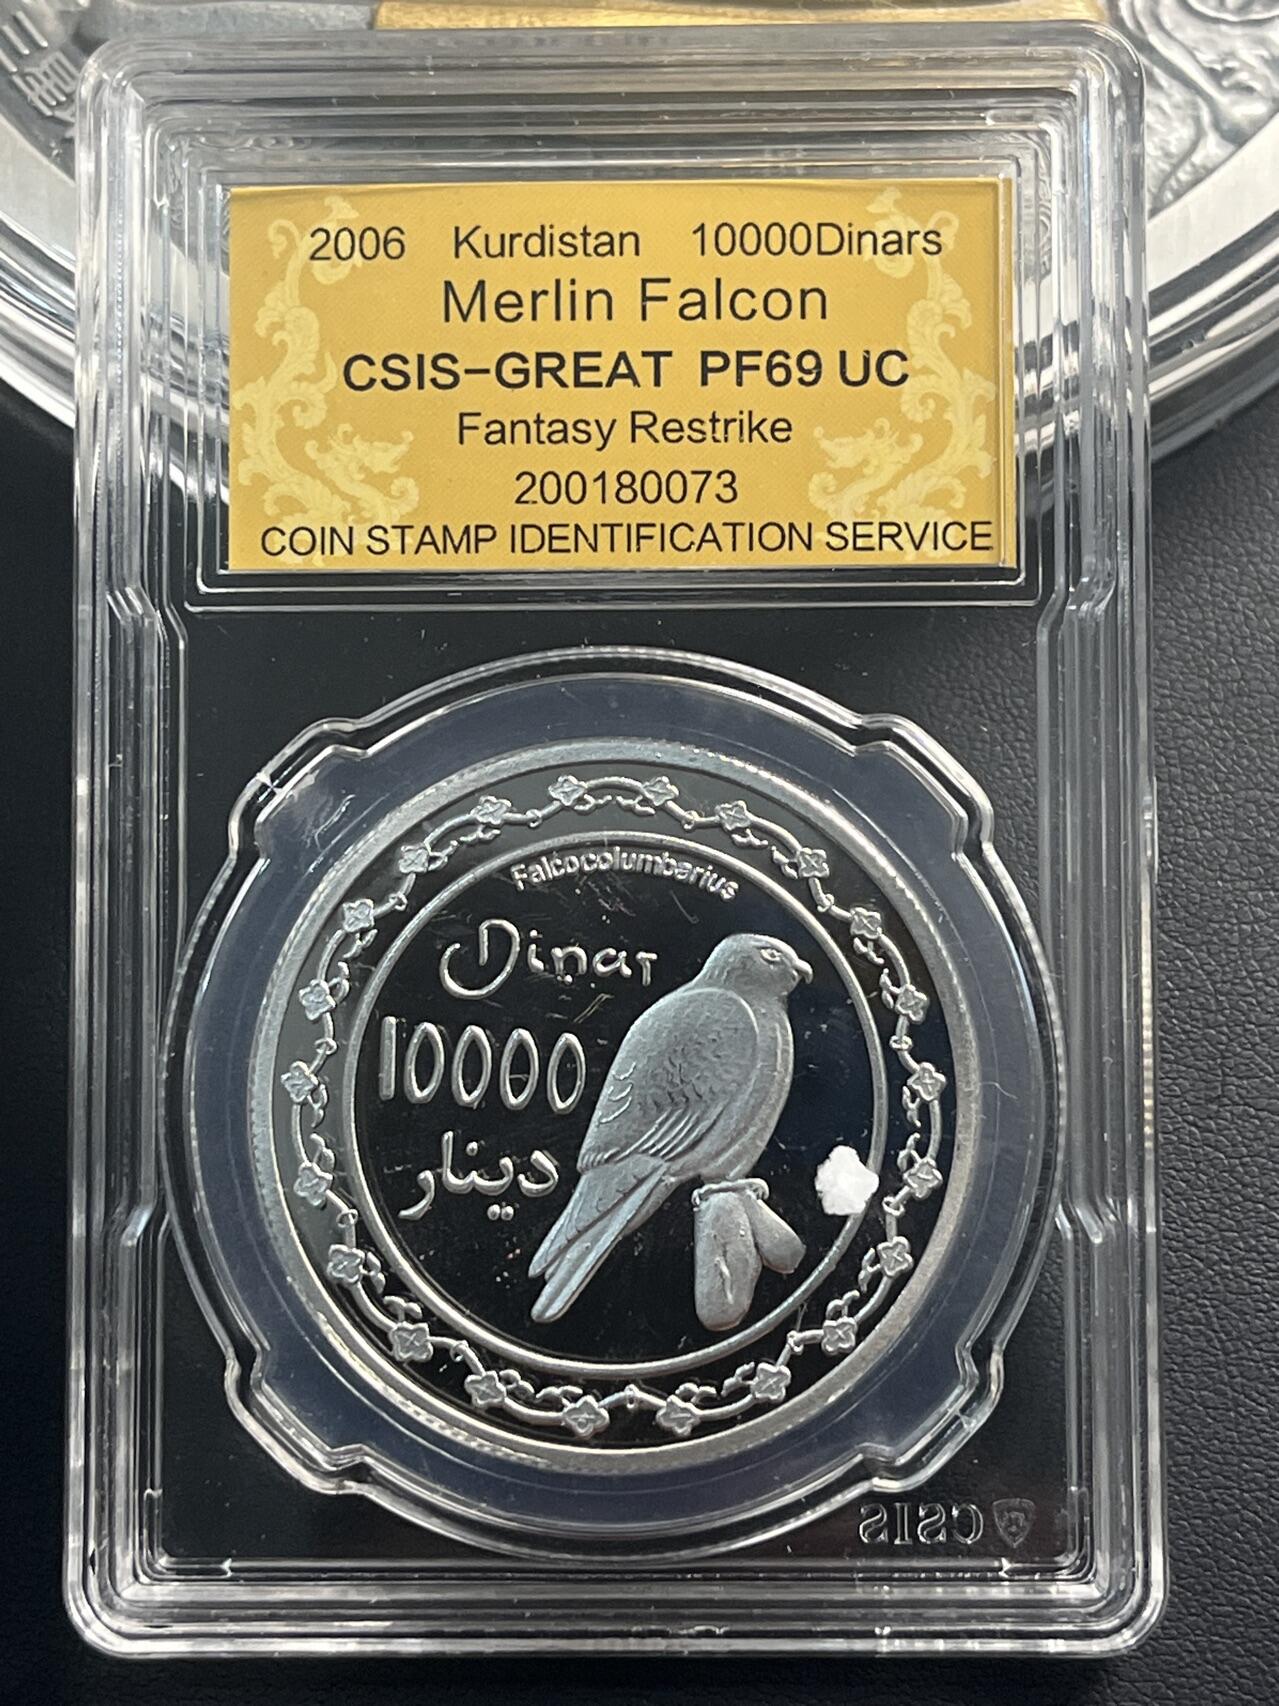 2006 Kurdistan 10000Dinars
Merlin Falcon
CSIS-GREAT PF69 UC
Fantasy Restrike
200180073
COIN STAMP IDENTIFICATION SERVICE
Falcocolumbarius
Dinar
10000
دينار
CSIS